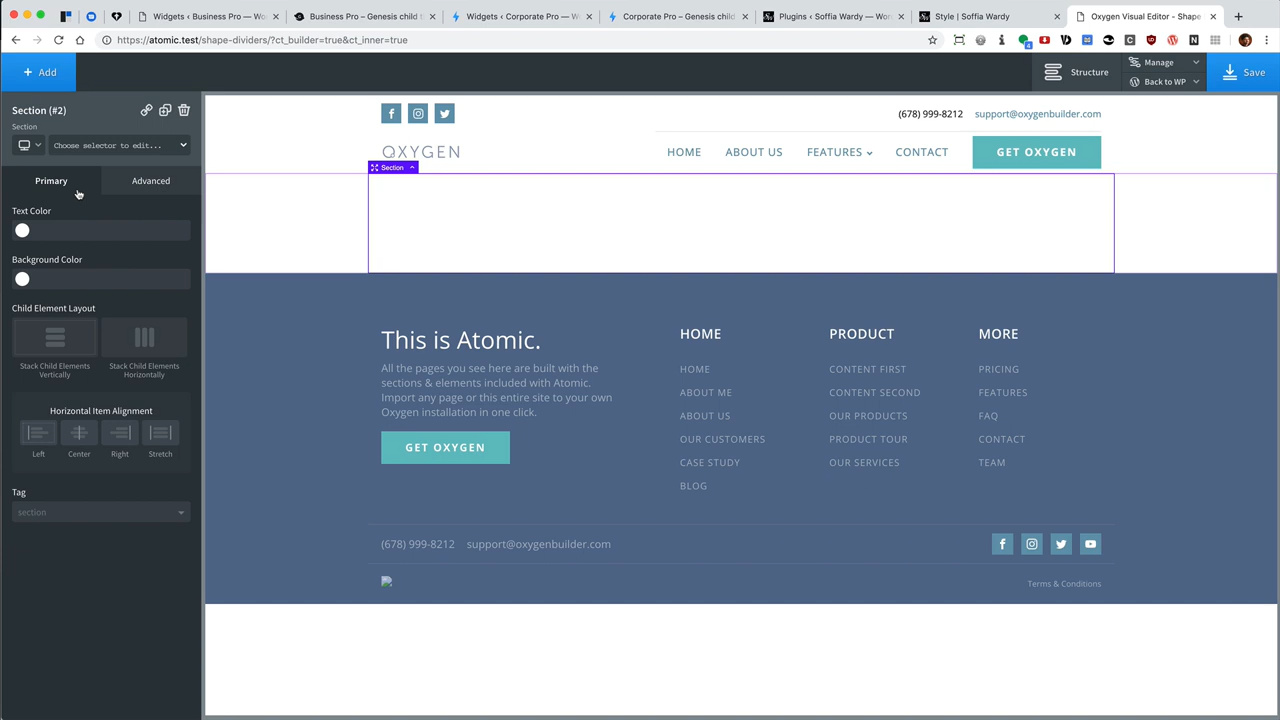 Widgets ‹ Business Pro — Wo
Business Pro – Genesis child t
Widgets ‹ Corporate Pro — W
Corporate Pro – Genesis child
Plugins ‹ Soffia Wardy — Wor
Style | Soffia Wardy
Oxygen Visual Editor - Shape
https://atomic.test/shape-dividers/?ct_builder=true&ct_inner=true
+ Add
Structure
Manage
Back to WP
Save
Section (#2)
Section
Choose selector to edit...
Primary
Advanced
Text Color
Background Color
Child Element Layout
Stack Child Elements
Vertically
Stack Child Elements
Horizontally
Horizontal Item Alignment
Left
Center
Right
Stretch
Tag
section
(678) 999-8212
support@oxygenbuilder.com
OXYGEN
HOME
ABOUT US
FEATURES
CONTACT
GET OXYGEN
Section
This is Atomic.
All the pages you see here are built with the
sections & elements included with Atomic.
Import any page or this entire site to your own
Oxygen installation in one click.
GET OXYGEN
HOME
HOME
ABOUT ME
ABOUT US
OUR CUSTOMERS
CASE STUDY
BLOG
PRODUCT
CONTENT FIRST
CONTENT SECOND
OUR PRODUCTS
PRODUCT TOUR
OUR SERVICES
MORE
PRICING
FEATURES
FAQ
CONTACT
TEAM
(678) 999-8212
support@oxygenbuilder.com
Terms & Conditions